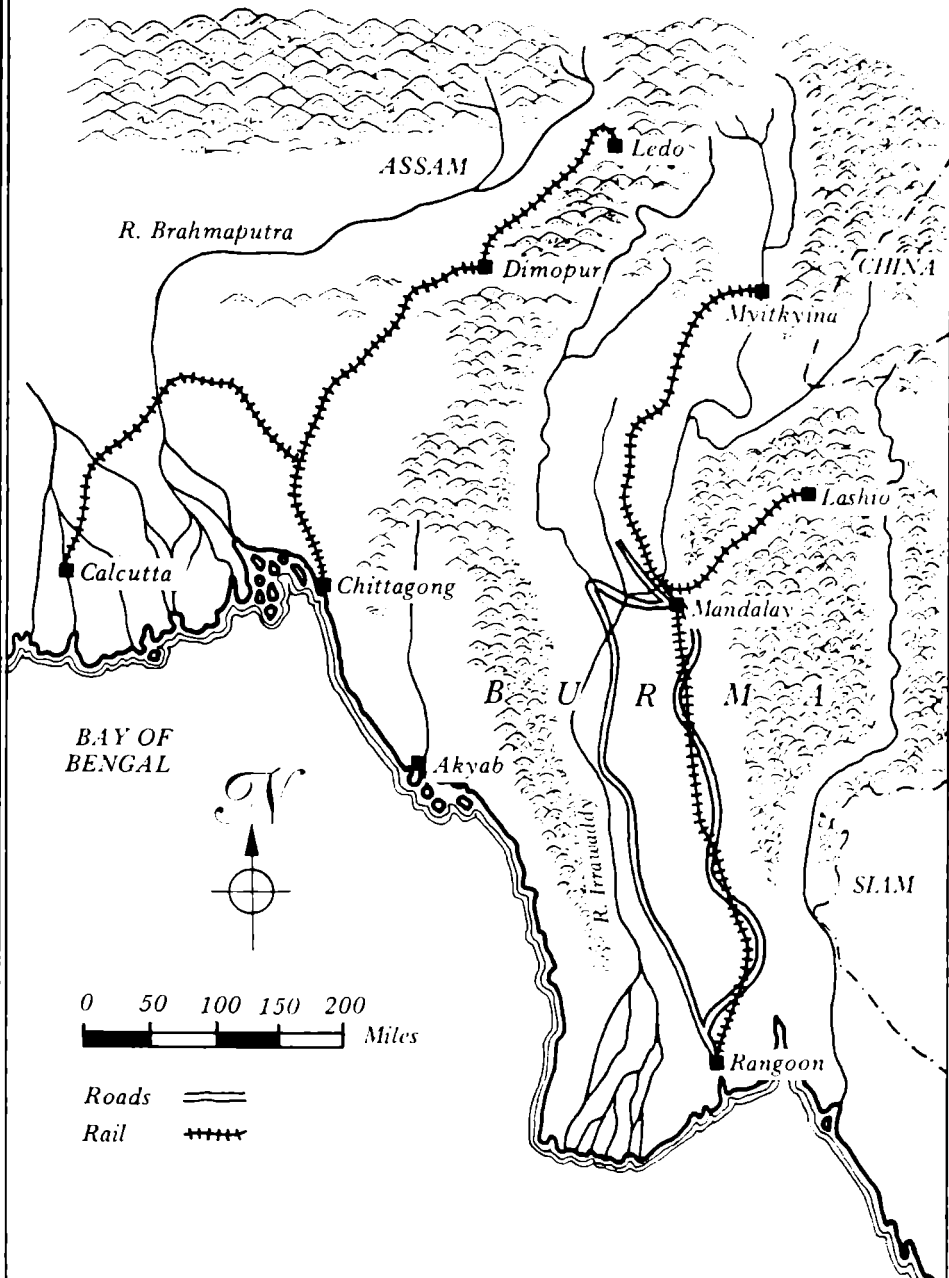 Ledo
ASSAM
R. Brahmaputra
Dimopur
CHINA
Myitkyina
Lashio
Calcutta
Chittagong
Mandalay
B U R M A
BAY OF
BENGAL
N
Akyab
R. Irrawaddy
SIAM
0 50 100 150 200
Miles
Rangoon
Roads
Rail